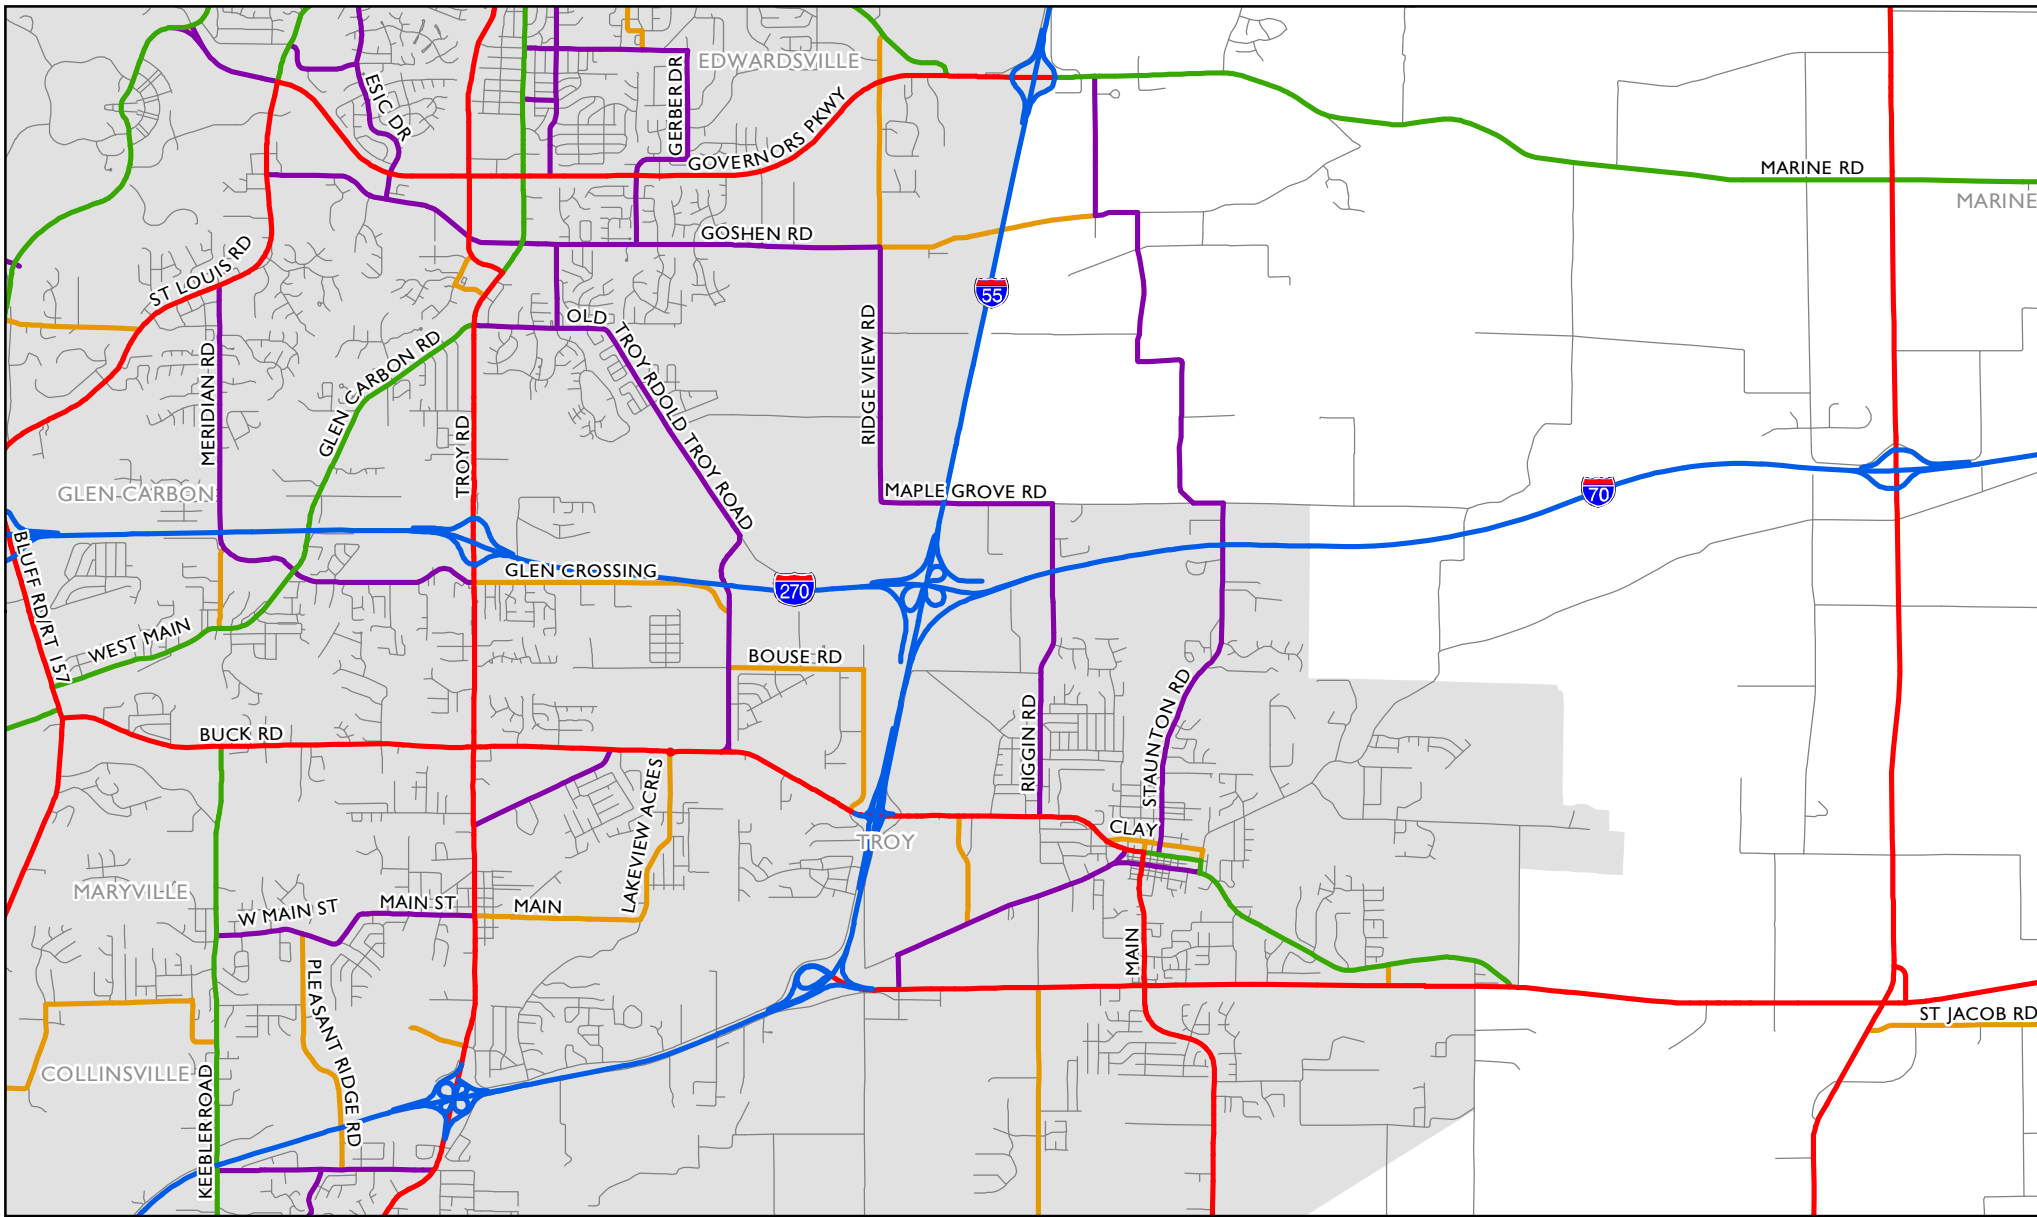 EDWARDSVILLE
GERBER DR
ESIC DR
GOVERNORS PKWY
MARINE RD
MARINE
GOSHEN RD
ST LOUIS RD
55
OLD
TROY RD
OLD TROY ROAD
RIDGE VIEW RD
MERIDIAN RD
GLEN CARBON RD
TROY RD
GLEN CARBON
MAPLE GROVE RD
70
BLUFF RD/RT 157
GLEN CROSSING
270
WEST MAIN
BOUSE RD
STAUNTON RD
RIGGIN RD
BUCK RD
LAKEVIEW ACRES
CLAY
TROY
MARYVILLE
W MAIN ST
MAIN ST
MAIN
MAIN
PLEASANT RIDGE RD
ST JACOB RD
COLLINSVILLE
KEEBLER ROAD